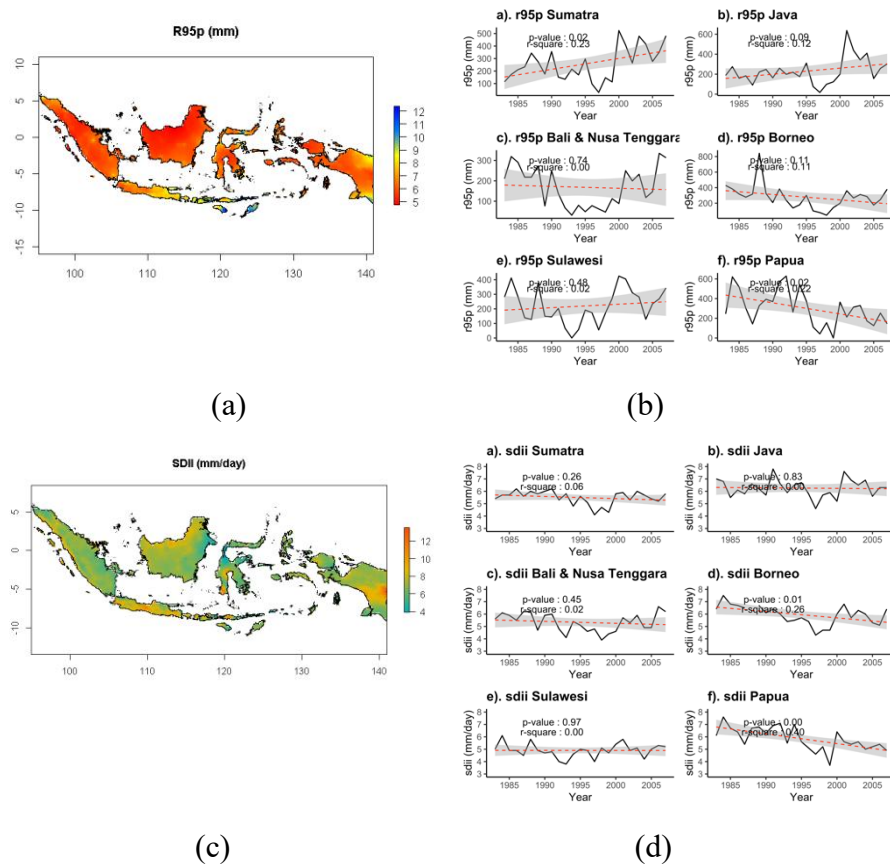 R95p (mm)
5
0
-5
-10
-15
100
110
120
130
140
12
11
10
9
8
7
6
5
(a)
a). r95p Sumatra
p-value : 0.02
r-square : 0.23
r95p (mm)
500
400
300
200
100
1985 1990 1995 2000 2005
Year
b). r95p Java
p-value : 0.09
r-square : 0.12
r95p (mm)
600
400
200
0
1985 1990 1995 2000 2005
Year
c). r95p Bali & Nusa Tenggara
p-value : 0.74
r-square : 0.00
r95p (mm)
300
200
100
1985 1990 1995 2000 2005
Year
d). r95p Borneo
p-value : 0.11
r-square : 0.11
r95p (mm)
800
600
400
200
0
1985 1990 1995 2000 2005
Year
e). r95p Sulawesi
p-value : 0.48
r-square : 0.02
r95p (mm)
400
300
200
100
0
1985 1990 1995 2000 2005
Year
f). r95p Papua
p-value : 0.02
r-square : 0.22
r95p (mm)
600
400
200
0
1985 1990 1995 2000 2005
Year
(b)
SDII (mm/day)
5
0
-5
-10
100
110
120
130
140
12
10
8
6
4
(c)
a). sdii Sumatra
p-value : 0.26
r-square : 0.06
sdii (mm/day)
8
7
6
5
4
3
1985 1990 1995 2000 2005
Year
b). sdii Java
p-value : 0.83
r-square : 0.00
sdii (mm/day)
8
7
6
5
4
3
1985 1990 1995 2000 2005
Year
c). sdii Bali & Nusa Tenggara
p-value : 0.45
r-square : 0.02
sdii (mm/day)
8
7
6
5
4
3
1985 1990 1995 2000 2005
Year
d). sdii Borneo
p-value : 0.01
r-square : 0.26
sdii (mm/day)
8
7
6
5
4
3
1985 1990 1995 2000 2005
Year
e). sdii Sulawesi
p-value : 0.97
r-square : 0.00
sdii (mm/day)
8
7
6
5
4
3
1985 1990 1995 2000 2005
Year
f). sdii Papua
p-value : 0.00
r-square : 0.40
sdii (mm/day)
8
7
6
5
4
3
1985 1990 1995 2000 2005
Year
(d)